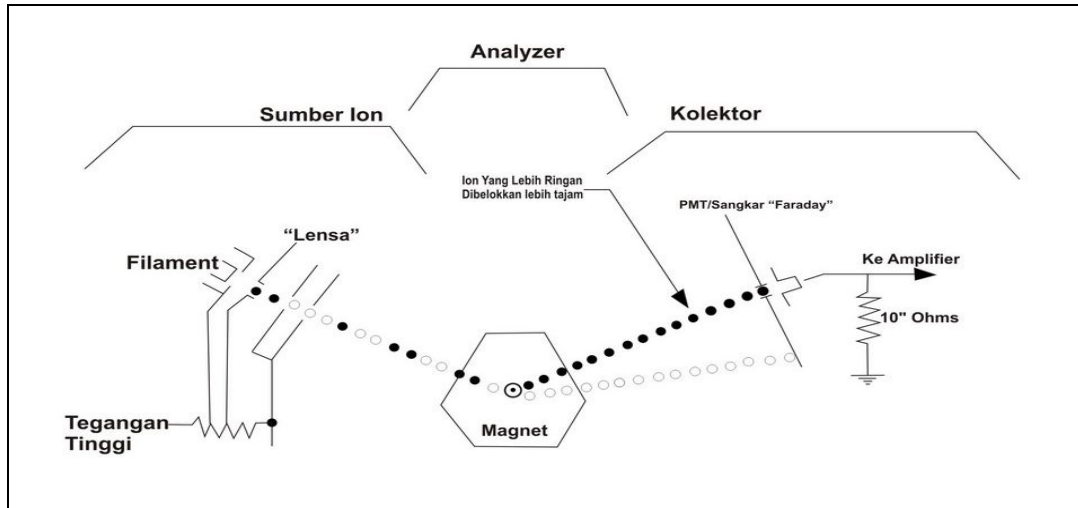 Analyzer
Sumber Ion
Kolektor
Ion Yang Lebih Ringan
Dibelokkan lebih tajam
PMT/Sangkar “Faraday”
“Lensa”
Filament
Ke Amplifier
10" Ohms
Tegangan
Tinggi
Magnet